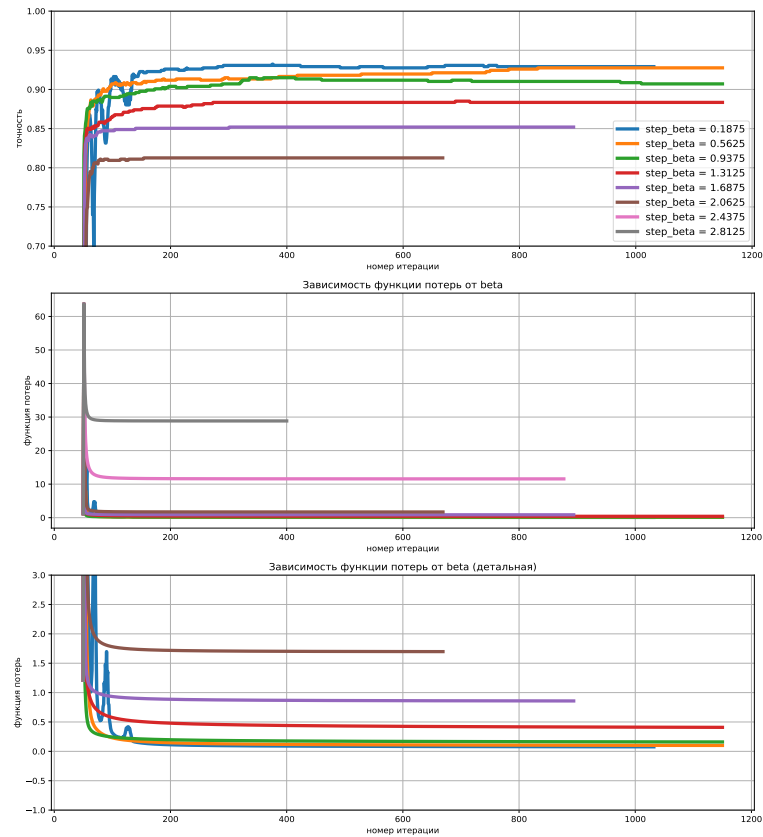 1.00
0.95
0.90
0.85
0.80
0.75
0.70
точность
step_beta = 0.1875
step_beta = 0.5625
step_beta = 0.9375
step_beta = 1.3125
step_beta = 1.6875
step_beta = 2.0625
step_beta = 2.4375
step_beta = 2.8125
0 200 400 600 800 1000 1200
номер итерации
Зависимость функции потерь от beta
60
50
40
30
20
10
0
функция потерь
0 200 400 600 800 1000 1200
номер итерации
Зависимость функции потерь от beta (детальная)
3.0
2.5
2.0
1.5
1.0
0.5
0.0
−0.5
−1.0
функция потерь
0 200 400 600 800 1000 1200
номер итерации